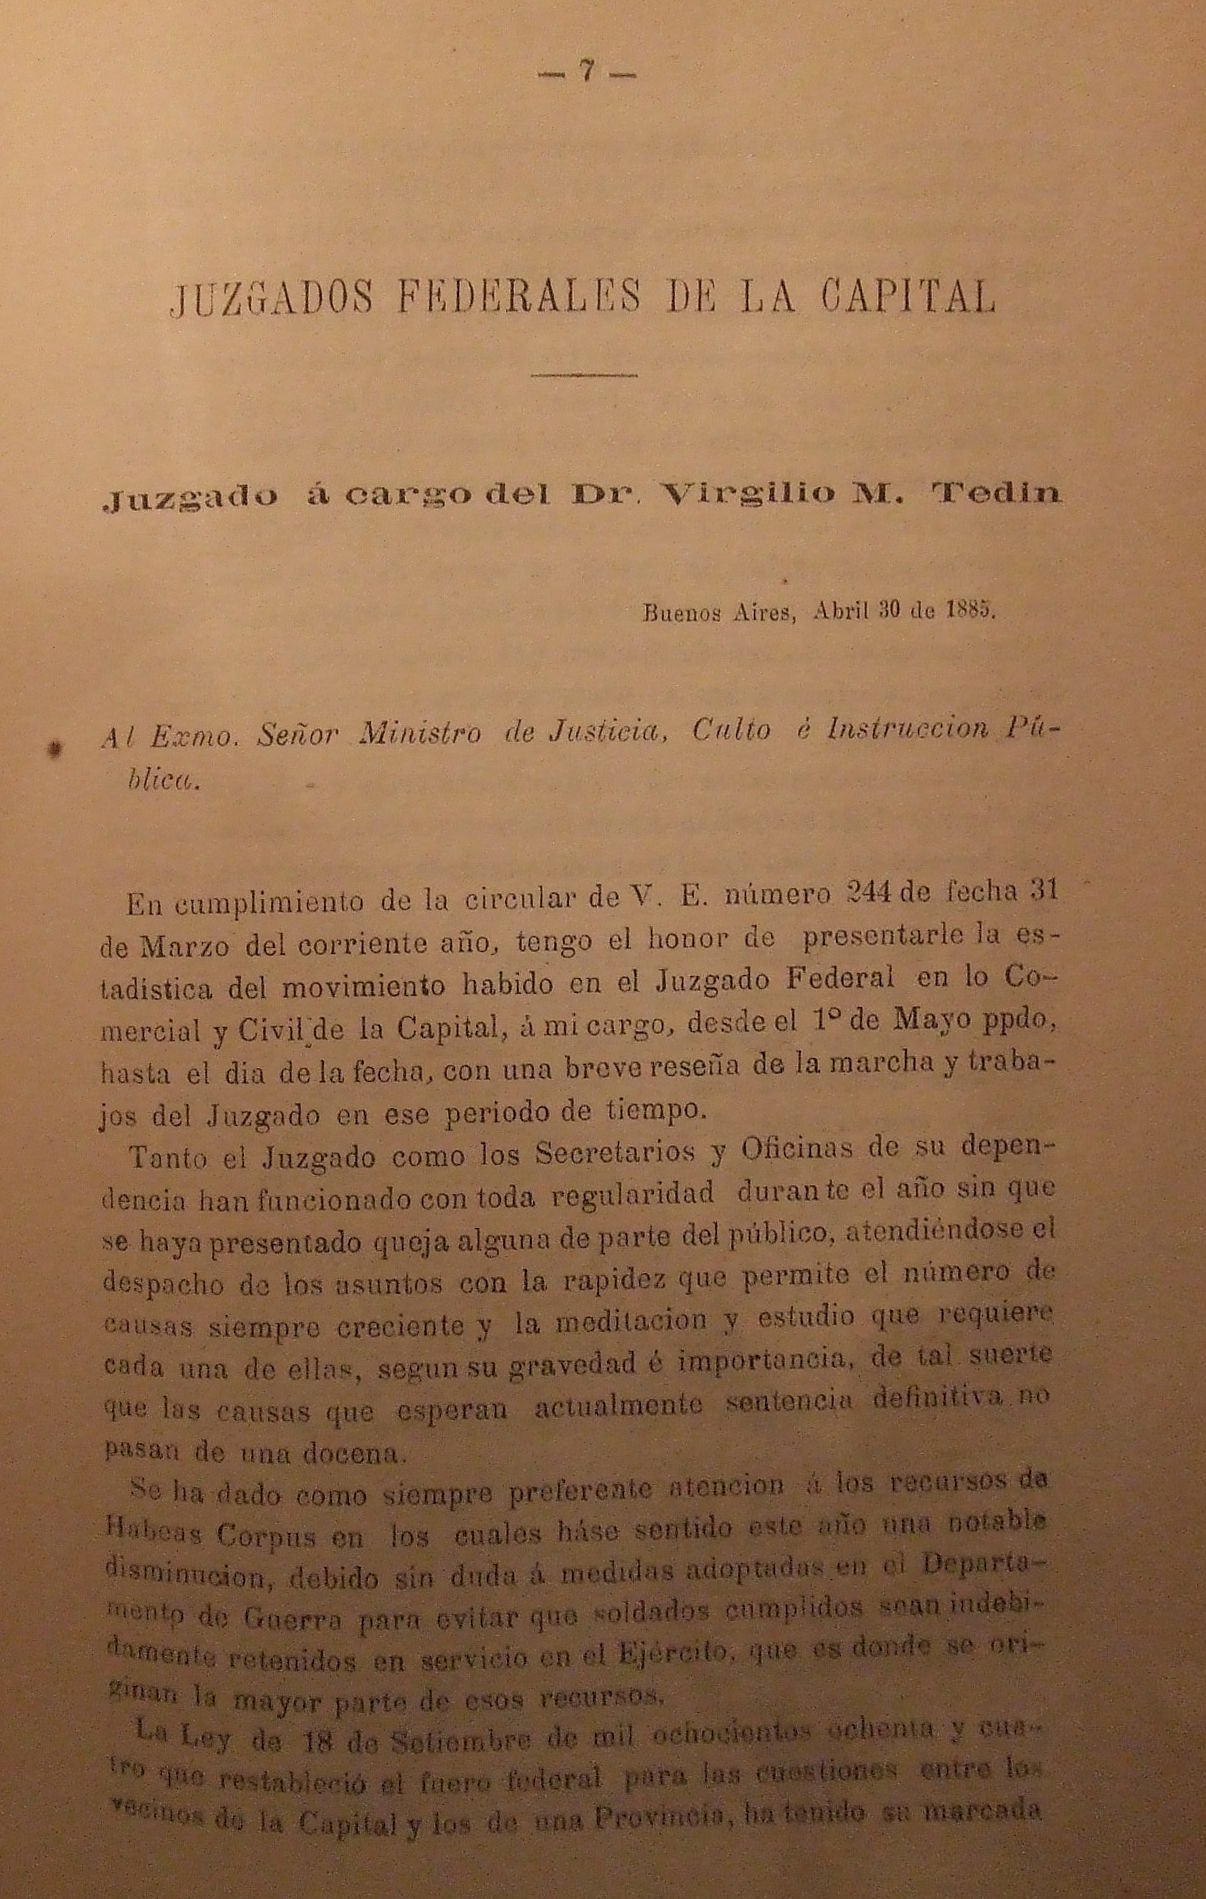 — 7 —
JUZGADOS FEDERALES DE LA CAPITAL
Juzgado á cargo del Dr. Virgilio M. Tedin
Buenos Aires, Abril 30 de 1885.
Al Exmo. Señor Ministro de Justicia, Culto é Instruccion Pú-
blica.
En cumplimiento de la circular de V. E. número 244 de fecha 31
de Marzo del corriente año, tengo el honor de presentarle la es-
tadística del movimiento habido en el Juzgado Federal en lo Co-
mercial y Civil de la Capital, á mi cargo, desde el 1º de Mayo ppdo,
hasta el dia de la fecha, con una breve reseña de la marcha y traba-
jos del Juzgado en ese periodo de tiempo.
Tanto el Juzgado como los Secretarios y Oficinas de su depen-
dencia han funcionado con toda regularidad durante el año sin que
se haya presentado queja alguna de parte del público, atendiéndose el
despacho de los asuntos con la rapidez que permite el número de
causas siempre creciente y la meditacion y estudio que requiere
cada una de ellas, segun su gravedad é importancia, de tal suerte
que las causas que esperan actualmente sentencia definitiva no
pasan de una docena.
Se ha dado como siempre preferente atencion á los recursos de
Habeas Corpus en los cuales háse sentido este año una notable
disminucion, debido sin duda á medidas adoptadas en el Departa-
mento de Guerra para evitar que soldados cumplidos sean indebi-
damente retenidos en servicio en el Ejército, que es donde se ori-
ginan la mayor parte de esos recursos.
La Ley de 18 de Setiembre de mil ochocientos ochenta y cua-
tro que restableció el fuero federal para las cuestiones entre los
vecinos de la Capital y los de una Provincia, ha tenido su marcada